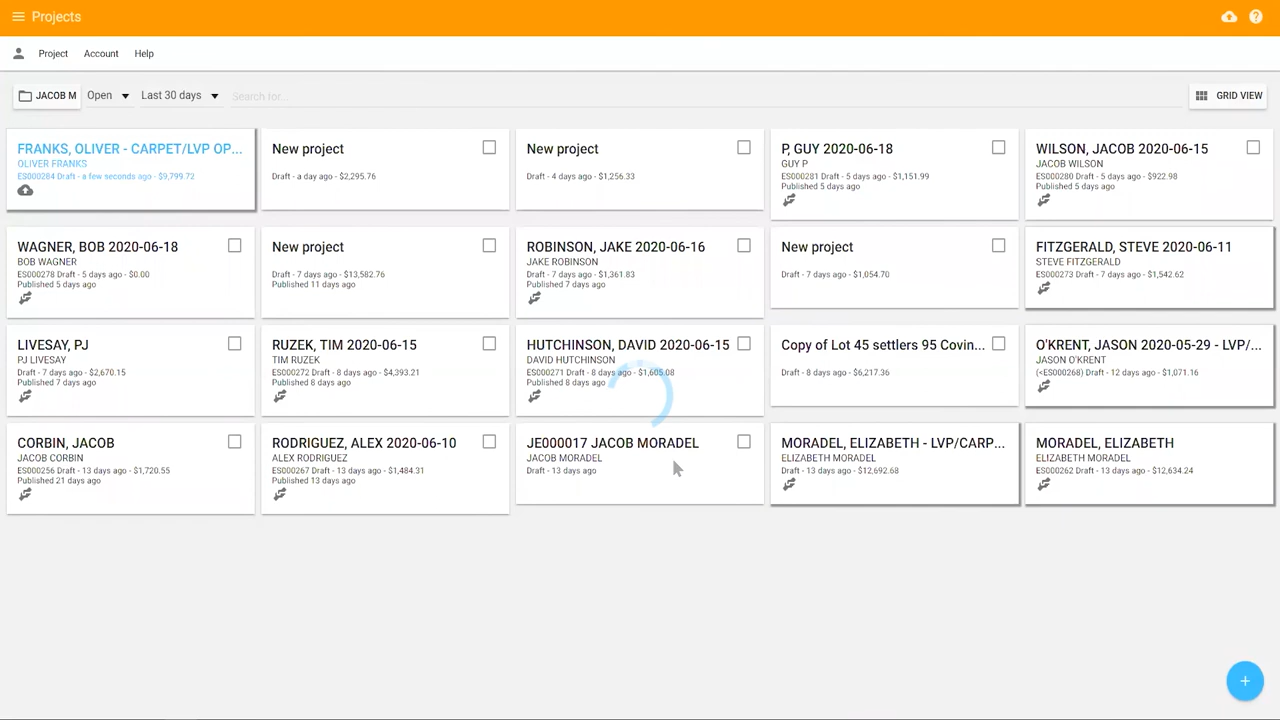 Projects
Project Account Help
JACOB M Open Last 30 days Search for... GRID VIEW
FRANKS, OLIVER - CARPET/LVP OP...
OLIVER FRANKS
ES000284 Draft - a few seconds ago - $9,799.72
New project
Draft - a day ago - $2,295.76
New project
Draft - 4 days ago - $1,256.33
P, GUY 2020-06-18
GUY P
ES000281 Draft - 5 days ago - $1,151.99
Published 5 days ago
WILSON, JACOB 2020-06-15
JACOB WILSON
ES000280 Draft - 5 days ago - $922.98
Published 5 days ago
WAGNER, BOB 2020-06-18
BOB WAGNER
ES000278 Draft - 5 days ago - $0.00
Published 5 days ago
New project
Draft - 7 days ago - $13,582.76
Published 11 days ago
ROBINSON, JAKE 2020-06-16
JAKE ROBINSON
Draft - 7 days ago - $1,361.83
Published 7 days ago
New project
Draft - 7 days ago - $1,054.70
FITZGERALD, STEVE 2020-06-11
STEVE FITZGERALD
ES000273 Draft - 7 days ago - $1,542.62
LIVESAY, PJ
PJ LIVESAY
Draft - 7 days ago - $2,670.15
Published 7 days ago
RUZEK, TIM 2020-06-15
TIM RUZEK
ES000272 Draft - 8 days ago - $4,393.21
Published 8 days ago
HUTCHINSON, DAVID 2020-06-15
DAVID HUTCHINSON
ES000271 Draft - 8 days ago - $1,605.08
Published 8 days ago
Copy of Lot 45 settlers 95 Covin...
Draft - 8 days ago - $6,217.36
O'KRENT, JASON 2020-05-29 - LVP/...
JASON O'KRENT
(<ES000268) Draft - 12 days ago - $1,071.16
CORBIN, JACOB
JACOB CORBIN
ES000256 Draft - 13 days ago - $1,720.55
Published 21 days ago
RODRIGUEZ, ALEX 2020-06-10
ALEX RODRIGUEZ
ES000267 Draft - 13 days ago - $1,484.31
Published 13 days ago
JE000017 JACOB MORADEL
JACOB MORADEL
Draft - 13 days ago
MORADEL, ELIZABETH - LVP/CARP...
ELIZABETH MORADEL
Draft - 13 days ago - $12,692.68
MORADEL, ELIZABETH
ELIZABETH MORADEL
ES000262 Draft - 13 days ago - $12,634.24